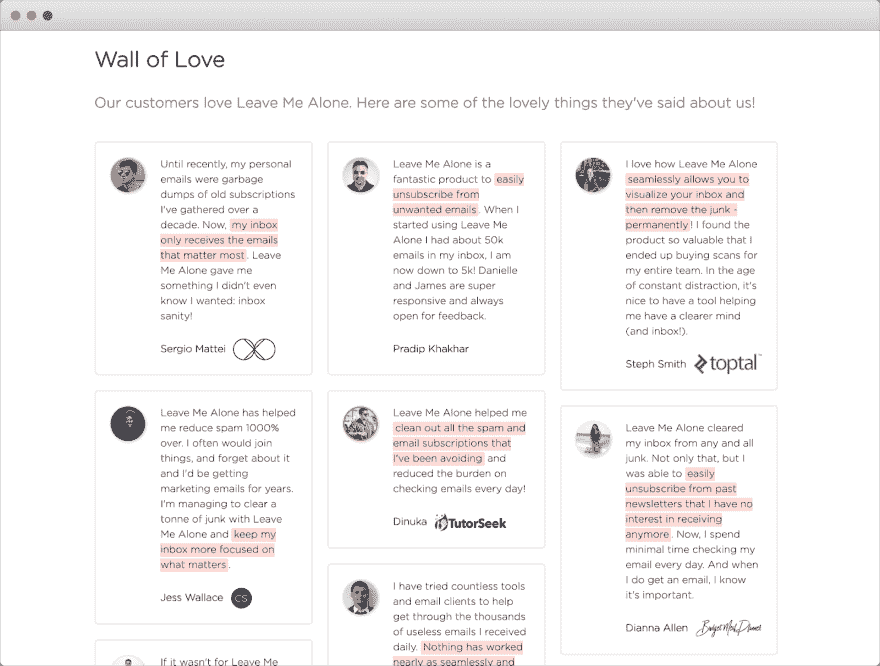 Wall of Love
Our customers love Leave Me Alone. Here are some of the lovely things they've said about us!
Until recently, my personal
emails were garbage
dumps of old subscriptions
I've gathered over a
decade. Now, my inbox
only receives the emails
that matter most. Leave
Me Alone gave me
something I didn't even
know I wanted: inbox
sanity!
Sergio Mattei
Leave Me Alone has helped
me reduce spam 1000%
over. I often would join
things, and forget about it
and I'd be getting
marketing emails for years.
I'm managing to clear a
tonne of junk with Leave
Me Alone and keep my
inbox more focused on
what matters.
Jess Wallace CS
If it wasn't for Leave Me
Leave Me Alone is a
fantastic product to easily
unsubscribe from
unwanted emails. When I
started using Leave Me
Alone I had about 50k
emails in my inbox, I am
now down to 5k! Danielle
and James are super
responsive and always
open for feedback.
Pradip Khakhar
Leave Me Alone helped me
clean out all the spam and
email subscriptions that
I've been avoiding and
reduced the burden on
checking emails every day!
Dinuka TutorSeek
I have tried countless tools
and email clients to help
get through the thousands
of useless emails I received
daily. Nothing has worked
nearly as seamlessly and
I love how Leave Me Alone
seamlessly allows you to
visualize your inbox and
then remove the junk -
permanently! I found the
product so valuable that I
ended up buying scans for
my entire team. In the age
of constant distraction, it's
nice to have a tool helping
me have a clearer mind
(and inbox!).
Steph Smith toptal
Leave Me Alone cleared
my inbox from any and all
junk. Not only that, but I
was able to easily
unsubscribe from past
newsletters that I have no
interest in receiving
anymore. Now, I spend
minimal time checking my
email every day. And when
I do get an email, I know
it's important.
Dianna Allen